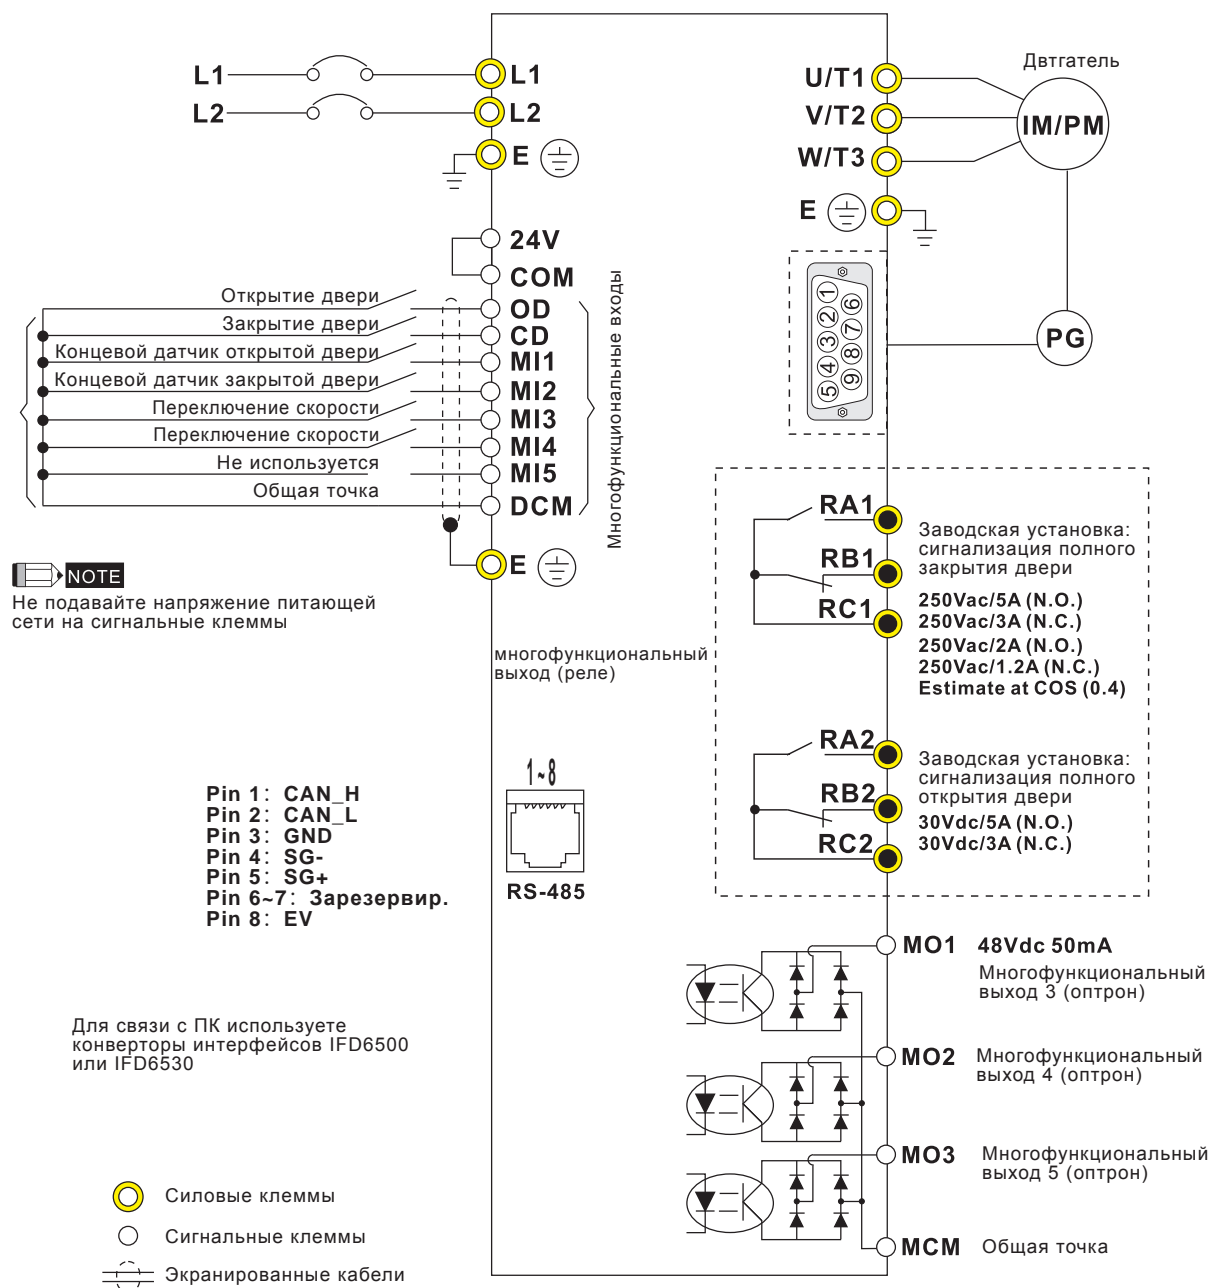 L1
L2
L1
L2
E
24V
COM
OD
CD
MI1
MI2
MI3
MI4
MI5
DCM
E
Открытие двери
Закрытие двери
Концевой датчик открытой двери
Концевой датчик закрытой двери
Переключение скорости
Переключение скорости
Не используется
Общая точка
Многофункциональные входы
NOTE
Не подавайте напряжение питающей
сети на сигнальные клеммы
U/T1
V/T2
W/T3
E
Двтгатель
IM/PM
PG
1
2
3
4
5
6
7
8
9
многофункциональный
выход (реле)
RA1
RB1
RC1
Заводская установка:
сигнализация полного
закрытия двери
250Vac/5A (N.O.)
250Vac/3A (N.C.)
250Vac/2A (N.O.)
250Vac/1.2A (N.C.)
Estimate at COS (0.4)
RA2
RB2
RC2
Заводская установка:
сигнализация полного
открытия двери
30Vdc/5A (N.O.)
30Vdc/3A (N.C.)
1~8
RS-485
Pin 1: CAN_H
Pin 2: CAN_L
Pin 3: GND
Pin 4: SG-
Pin 5: SG+
Pin 6~7: Зарезервир.
Pin 8: EV
Для связи с ПК используете
конверторы интерфейсов IFD6500
или IFD6530
MO1 48Vdc 50mA
Многофункциональный
выход 3 (оптрон)
MO2 Многофункциональный
выход 4 (оптрон)
MO3 Многофункциональный
выход 5 (оптрон)
MCM Общая точка
Силовые клеммы
Сигнальные клеммы
Экранированные кабели